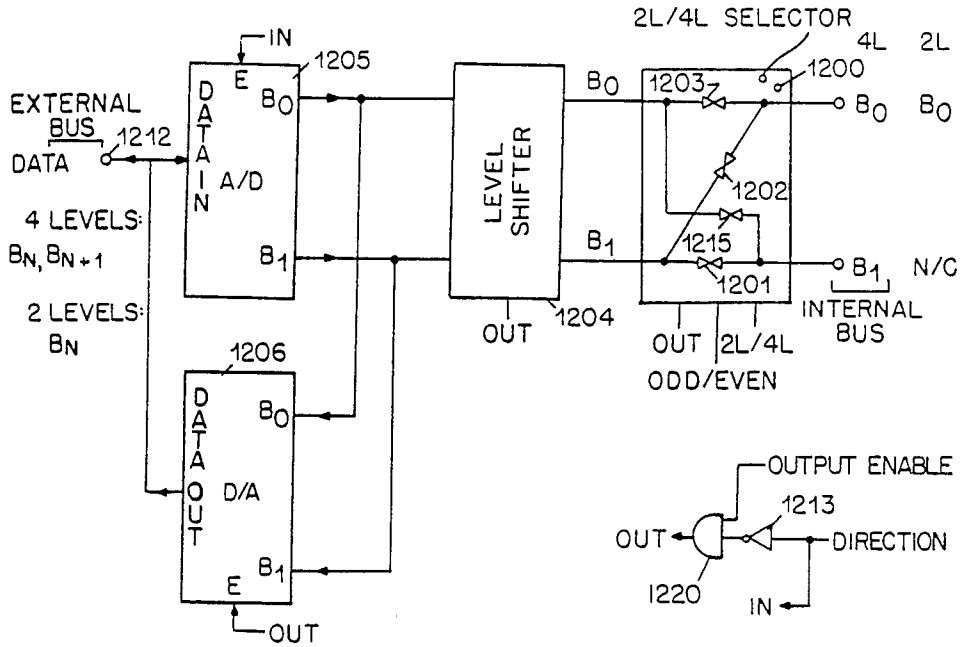 2L/4L SELECTOR
4L 2L
IN
1205
1200
E
B0
B0
1203
B0 B0
EXTERNAL
BUS
1212
DATA
DATA IN
A/D
LEVEL
SHIFTER
1202
4 LEVELS:
BN, BN+1
B1
B1
1215
1201
B1 N/C
2 LEVELS:
BN
OUT
1204
INTERNAL
BUS
OUT
2L/4L
ODD/EVEN
1206
DATA OUT
B0
D/A
B1
E
OUT
OUTPUT ENABLE
1213
OUT
DIRECTION
1220
IN